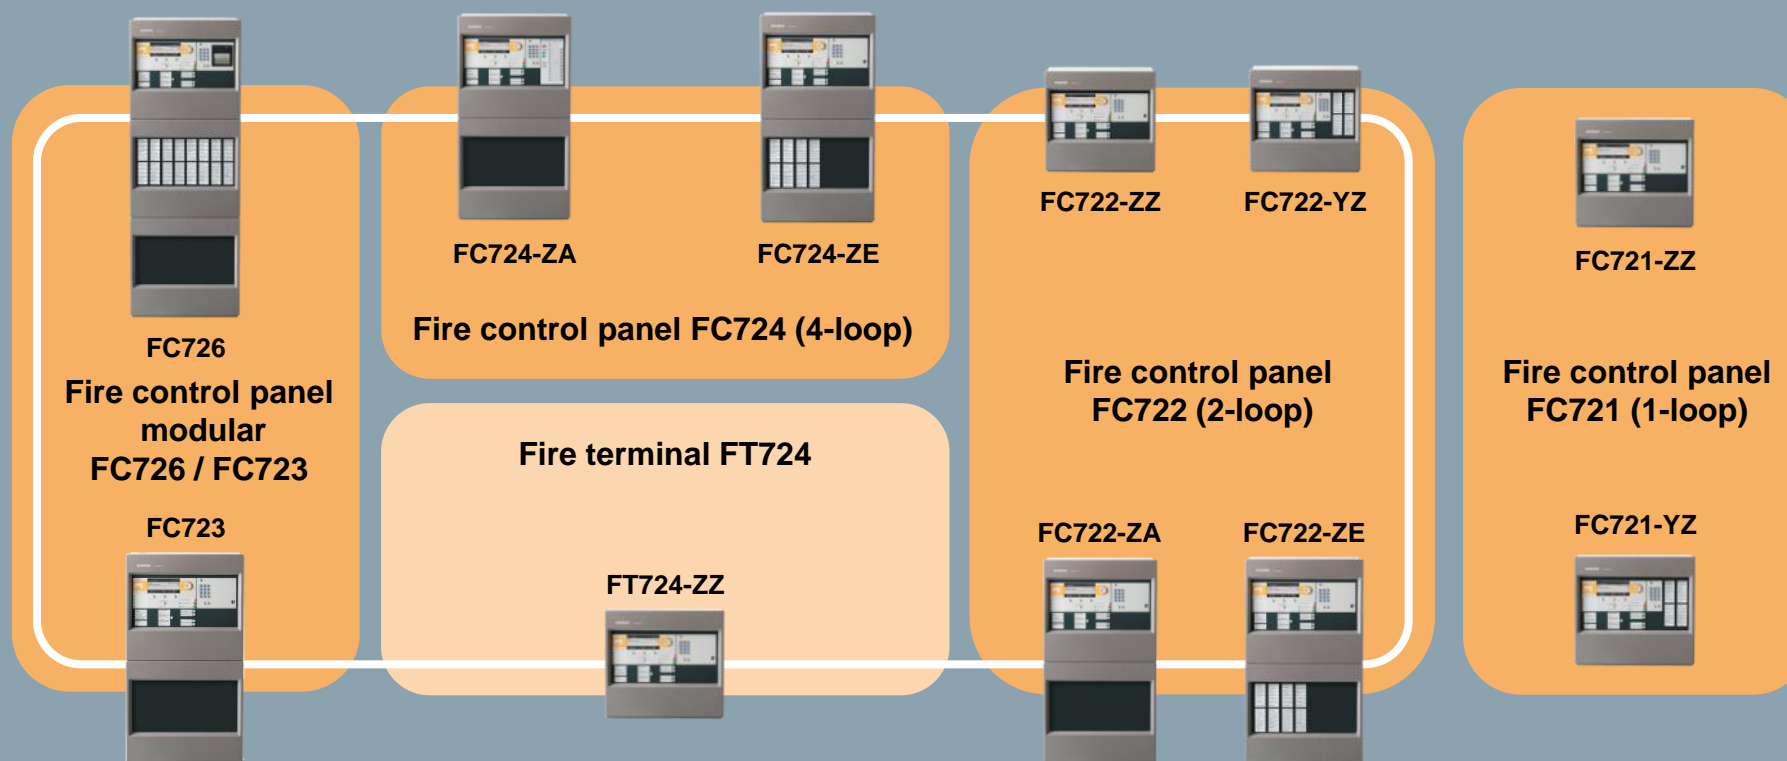 FC726
Fire control panel
modular
FC726 / FC723
FC723
FC724-ZA
FC724-ZE
Fire control panel FC724 (4-loop)
Fire terminal FT724
FT724-ZZ
FC722-ZZ
FC722-YZ
Fire control panel
FC722 (2-loop)
FC722-ZA
FC722-ZE
FC721-ZZ
Fire control panel
FC721 (1-loop)
FC721-YZ